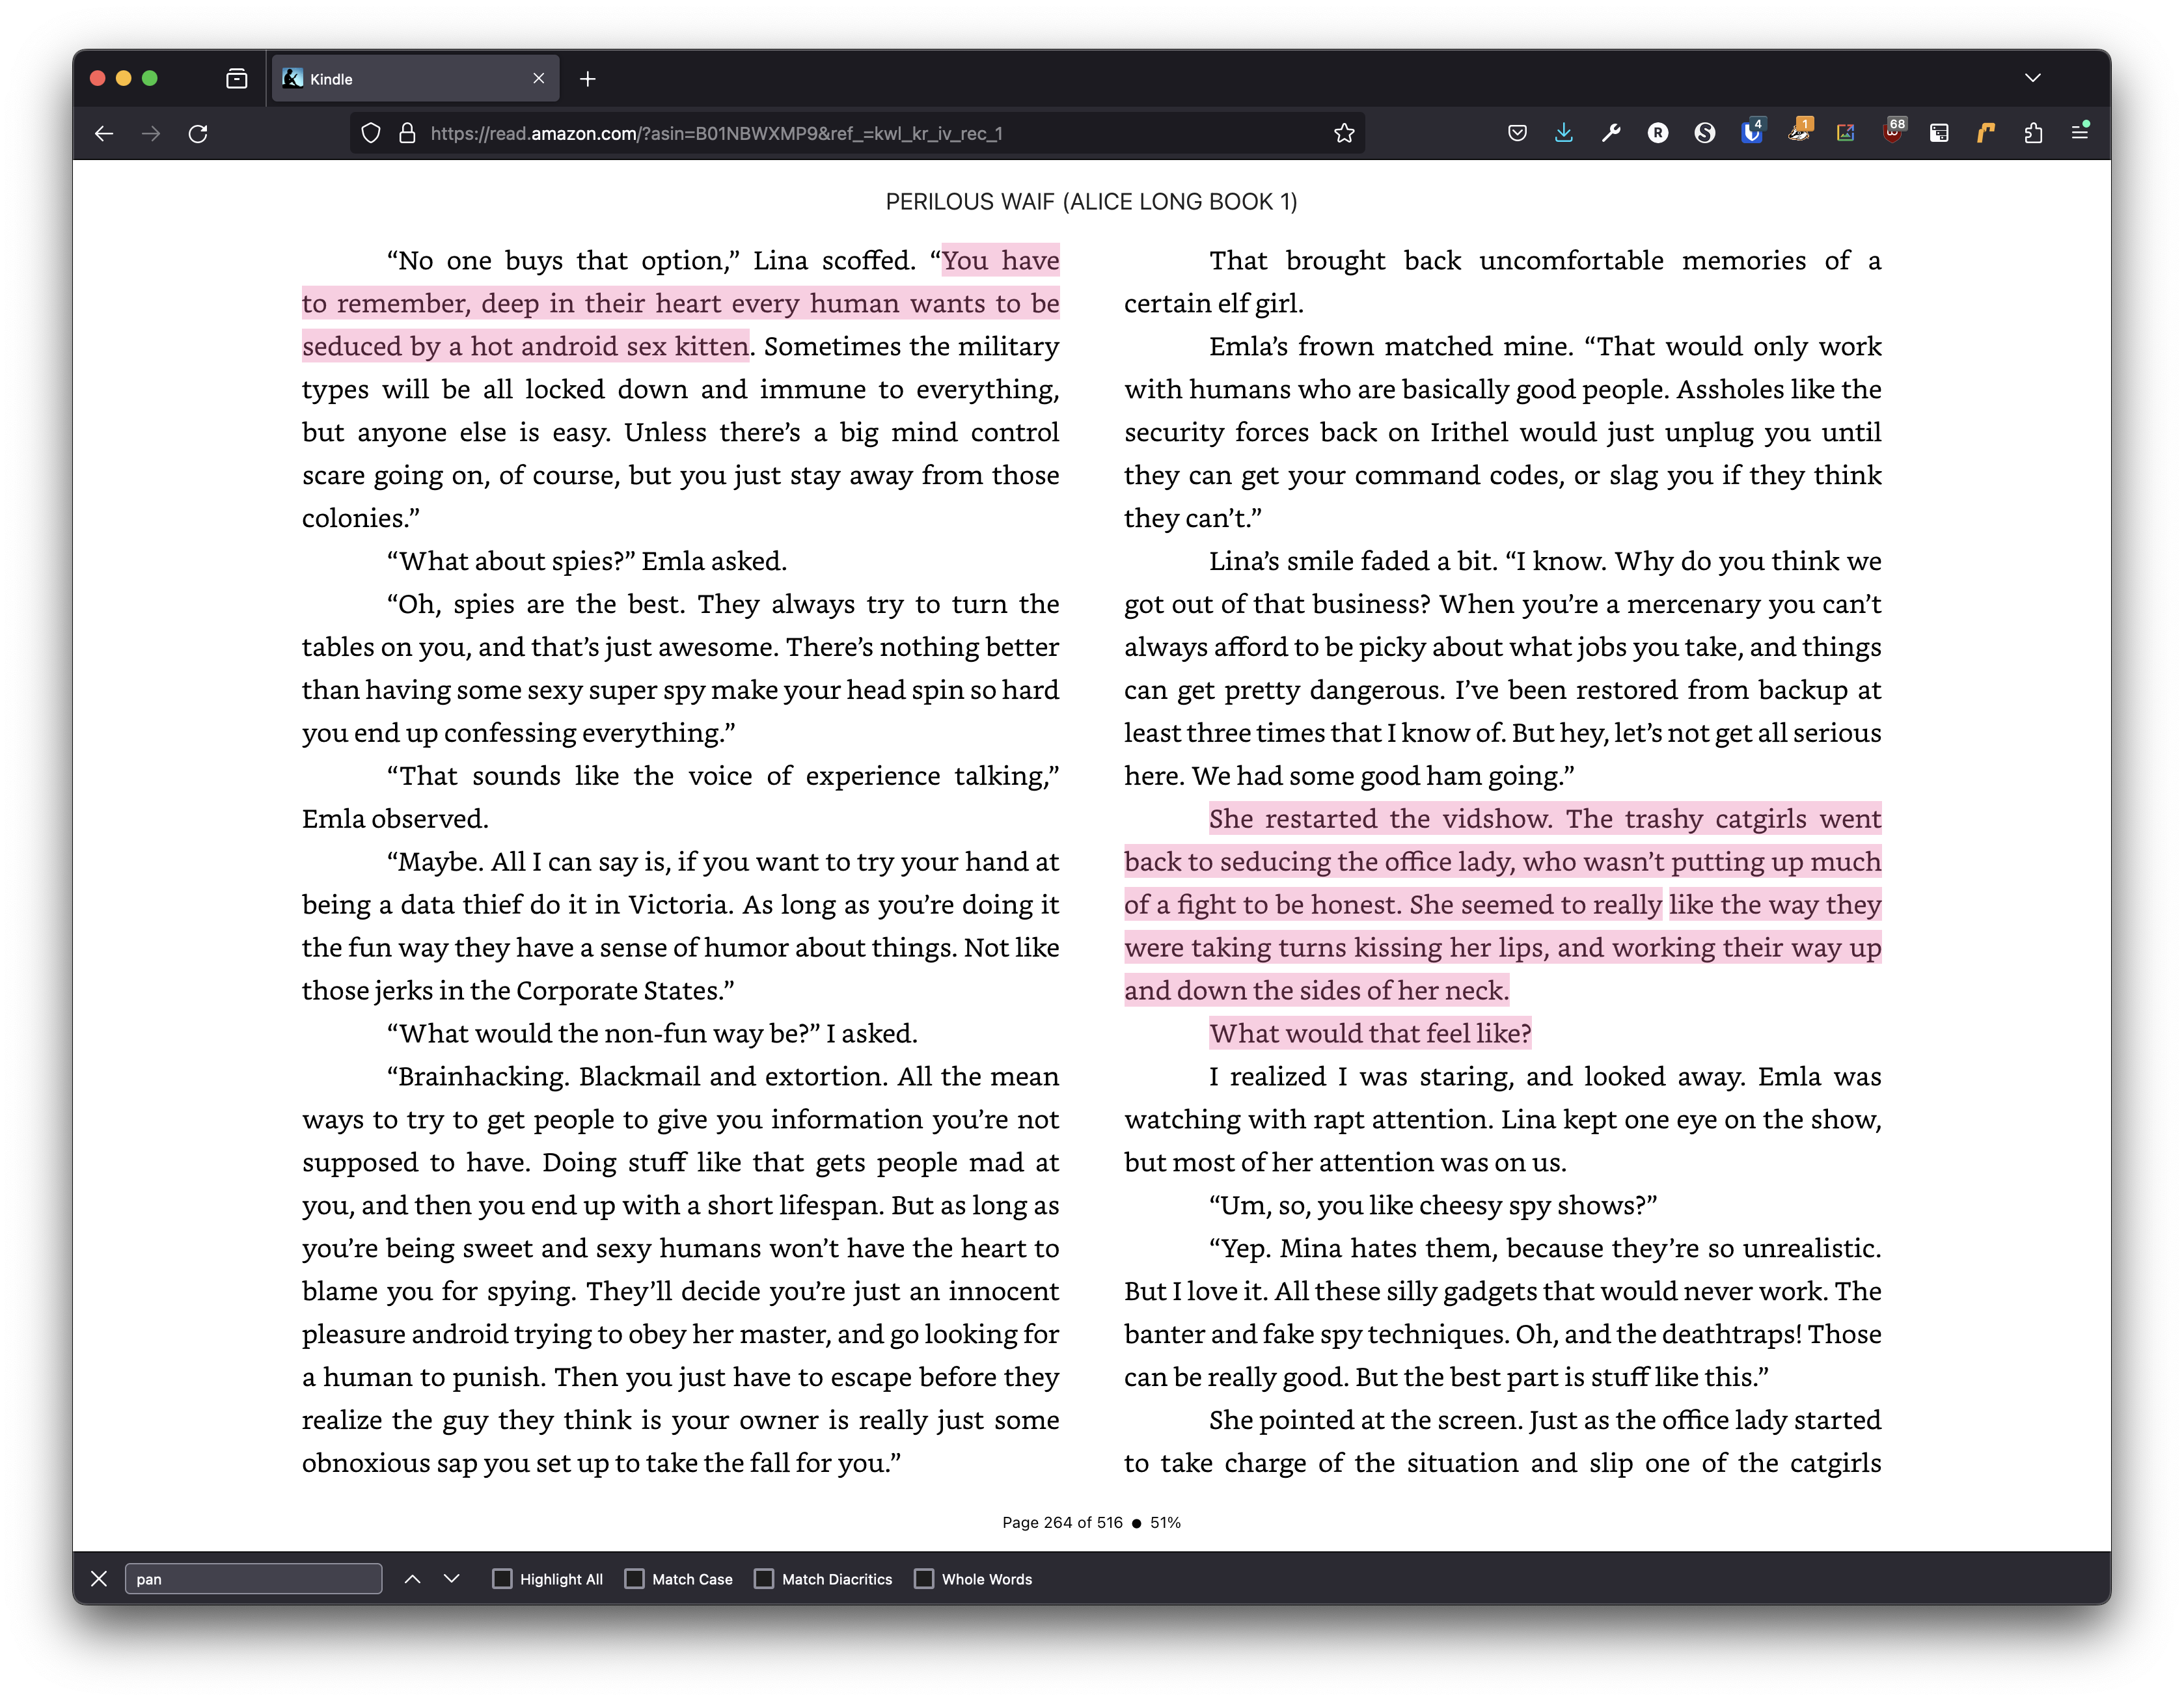 Kindle
https://read.amazon.com/?asin=B01NBWXMP9&ref_=kwl_kr_iv_rec_1
4
1
68
PERILOUS WAIF (ALICE LONG BOOK 1)
“No one buys that option,” Lina scoffed. “You have
to remember, deep in their heart every human wants to be
seduced by a hot android sex kitten. Sometimes the military
types will be all locked down and immune to everything,
but anyone else is easy. Unless there’s a big mind control
scare going on, of course, but you just stay away from those
colonies.”
“What about spies?” Emla asked.
“Oh, spies are the best. They always try to turn the
tables on you, and that’s just awesome. There’s nothing better
than having some sexy super spy make your head spin so hard
you end up confessing everything.”
“That sounds like the voice of experience talking,”
Emla observed.
“Maybe. All I can say is, if you want to try your hand at
being a data thief do it in Victoria. As long as you’re doing it
the fun way they have a sense of humor about things. Not like
those jerks in the Corporate States.”
“What would the non-fun way be?” I asked.
“Brainhacking. Blackmail and extortion. All the mean
ways to try to get people to give you information you’re not
supposed to have. Doing stuff like that gets people mad at
you, and then you end up with a short lifespan. But as long as
you’re being sweet and sexy humans won’t have the heart to
blame you for spying. They’ll decide you’re just an innocent
pleasure android trying to obey her master, and go looking for
a human to punish. Then you just have to escape before they
realize the guy they think is your owner is really just some
obnoxious sap you set up to take the fall for you.”
That brought back uncomfortable memories of a
certain elf girl.
Emla’s frown matched mine. “That would only work
with humans who are basically good people. Assholes like the
security forces back on Irithel would just unplug you until
they can get your command codes, or slag you if they think
they can’t.”
Lina’s smile faded a bit. “I know. Why do you think we
got out of that business? When you’re a mercenary you can’t
always afford to be picky about what jobs you take, and things
can get pretty dangerous. I’ve been restored from backup at
least three times that I know of. But hey, let’s not get all serious
here. We had some good ham going.”
She restarted the vidshow. The trashy catgirls went
back to seducing the office lady, who wasn’t putting up much
of a fight to be honest. She seemed to really like the way they
were taking turns kissing her lips, and working their way up
and down the sides of her neck.
What would that feel like?
I realized I was staring, and looked away. Emla was
watching with rapt attention. Lina kept one eye on the show,
but most of her attention was on us.
“Um, so, you like cheesy spy shows?”
“Yep. Mina hates them, because they’re so unrealistic.
But I love it. All these silly gadgets that would never work. The
banter and fake spy techniques. Oh, and the deathtraps! Those
can be really good. But the best part is stuff like this.”
She pointed at the screen. Just as the office lady started
to take charge of the situation and slip one of the catgirls
Page 264 of 516 ● 51%
pan
Highlight All
Match Case
Match Diacritics
Whole Words